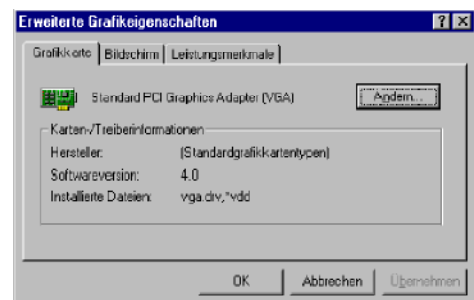 Erweiterte Grafikeigenschaften
Grafikkarte Bildschirm Leistungsmerkmale
Standard PCI Graphics Adapter (VGA) Ändern...
Karten-/Treiberinformationen
Hersteller: (Standardgrafikkartentypen)
Softwareversion: 4.0
Installierte Dateien: vga.drv,*vdd
OK Abbrechen Übernehmen